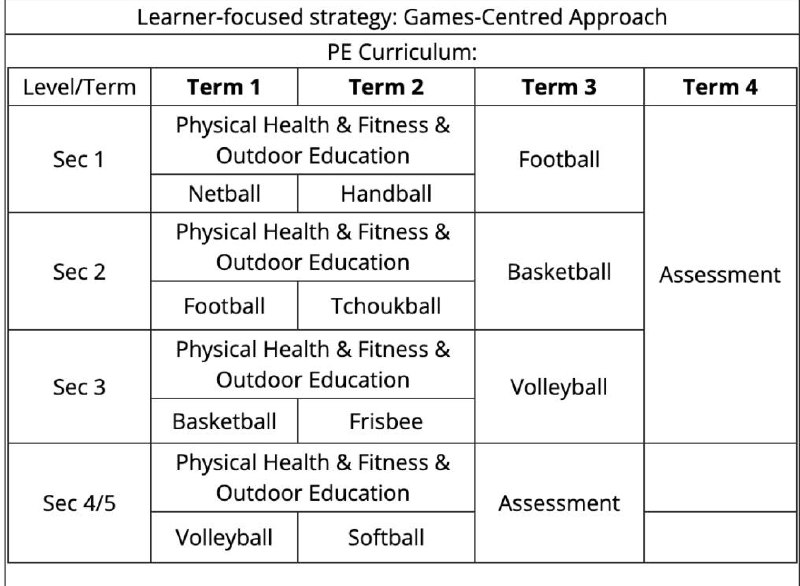 Learner-focused strategy: Games-Centred Approach
PE Curriculum:
Level/Term Term 1 Term 2 Term 3 Term 4
Sec 1
Physical Health & Fitness &
Outdoor Education
Netball Handball
Football
Sec 2
Physical Health & Fitness &
Outdoor Education
Football Tchoukball
Basketball
Sec 3
Physical Health & Fitness &
Outdoor Education
Basketball Frisbee
Volleyball
Assessment
Sec 4/5
Physical Health & Fitness &
Outdoor Education
Volleyball Softball
Assessment